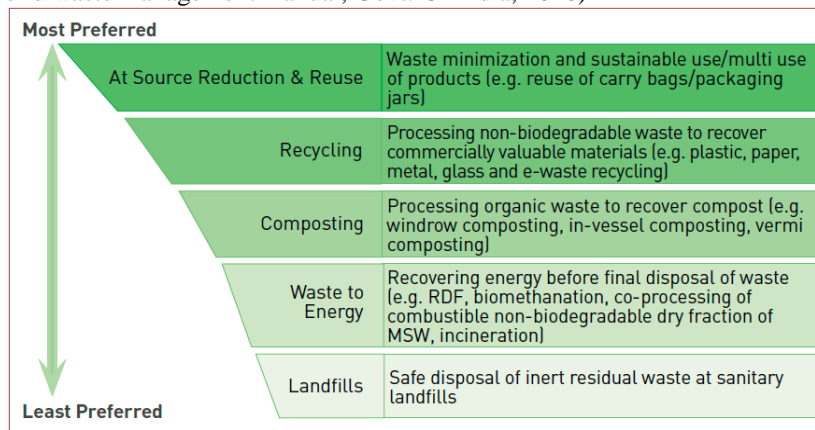 Most Preferred
At Source Reduction & Reuse
Waste minimization and sustainable use/multi
use of products (e.g. reuse of carry bags/packaging
jars)
Recycling
Processing non-biodegradable waste to recover
commercially valuable materials (e.g. plastic, paper,
metal, glass and e-waste recycling)
Composting
Processing organic waste to recover compost (e.g.
windrow composting, in-vessel composting, vermi
composting)
Waste to
Energy
Recovering energy before final disposal of waste
(e.g. RDF, biomethanation, co-processing of
combustible non-biodegradable dry fraction of
MSW, incineration)
Landfills
Safe disposal of inert residual waste at sanitary
landfills
Least Preferred